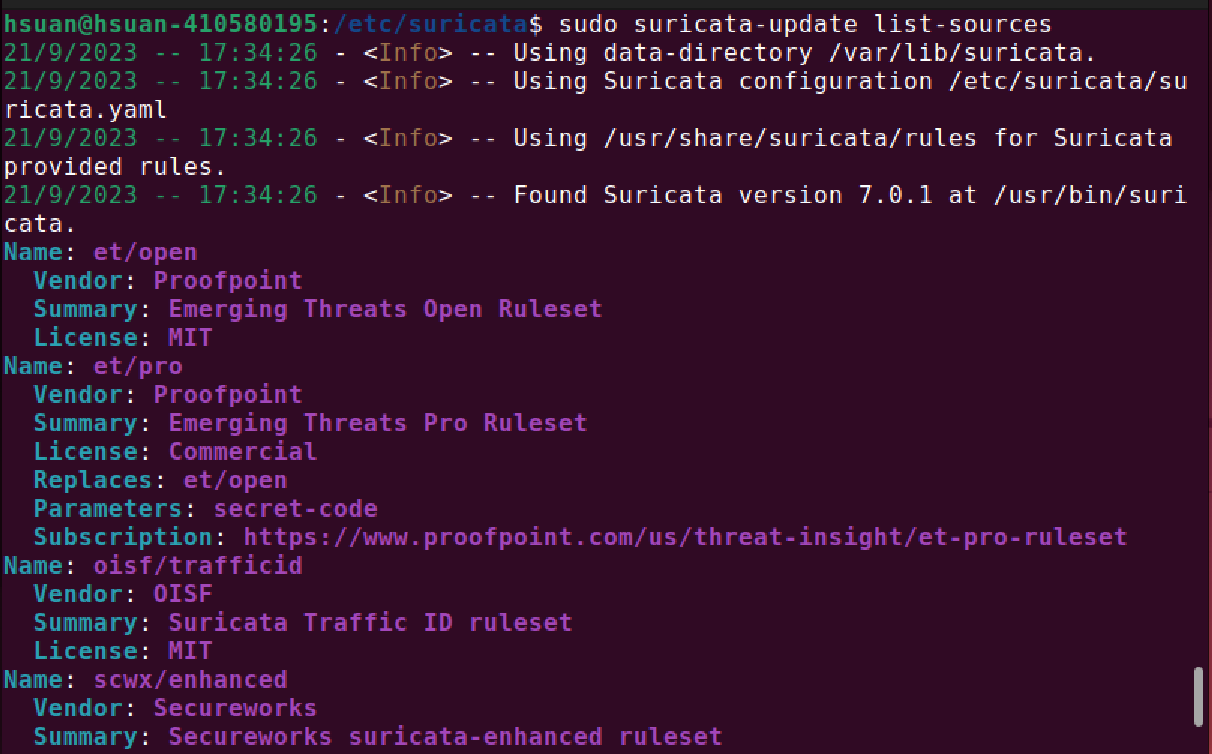 hsuan@hsuan-410580195:/etc/suricata$ sudo suricata-update list-sources
21/9/2023 -- 17:34:26 - <Info> -- Using data-directory /var/lib/suricata.
21/9/2023 -- 17:34:26 - <Info> -- Using Suricata configuration /etc/suricata/su
ricata.yaml
21/9/2023 -- 17:34:26 - <Info> -- Using /usr/share/suricata/rules for Suricata
provided rules.
21/9/2023 -- 17:34:26 - <Info> -- Found Suricata version 7.0.1 at /usr/bin/suri
cata.
Name: et/open
  Vendor: Proofpoint
  Summary: Emerging Threats Open Ruleset
  License: MIT
Name: et/pro
  Vendor: Proofpoint
  Summary: Emerging Threats Pro Ruleset
  License: Commercial
  Replaces: et/open
  Parameters: secret-code
  Subscription: https://www.proofpoint.com/us/threat-insight/et-pro-ruleset
Name: oisf/trafficid
  Vendor: OISF
  Summary: Suricata Traffic ID ruleset
  License: MIT
Name: scwx/enhanced
  Vendor: Secureworks
  Summary: Secureworks suricata-enhanced ruleset